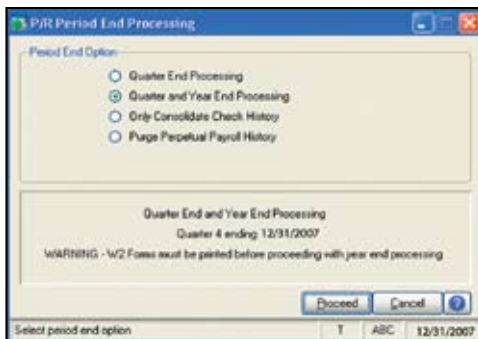 P/R Period End Processing
Period End Option
Quarter End Processing
Quarter and Year End Processing
Only Consolidate Check History
Purge Perpetual Payroll History
Quarter End and Year End Processing
Quarter 4 ending 12/31/2007
WARNING - W2 Forms must be printed before proceeding with year end processing
Proceed Cancel ?
Select period end option T ABC 12/31/2007